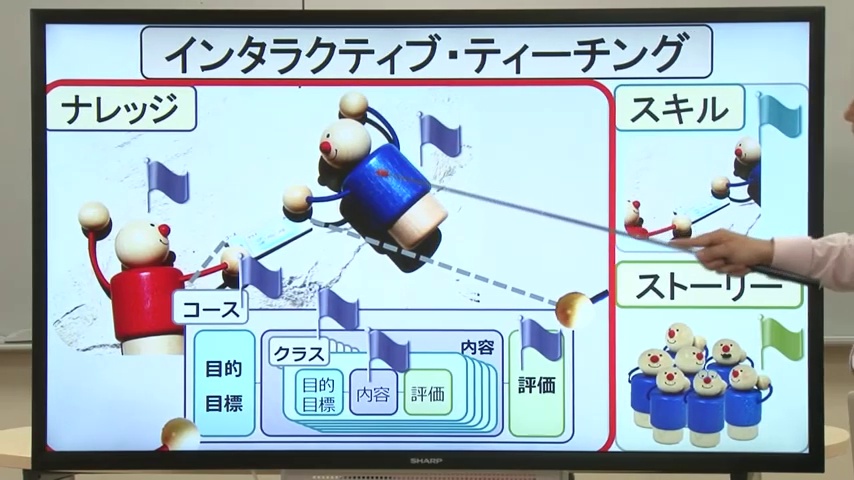 インタラクティブ・ティーチング
ナレッジ
スキル
ストーリー
コース
目的
目標
クラス
目的
目標
内容
評価
内容
評価
SHARP